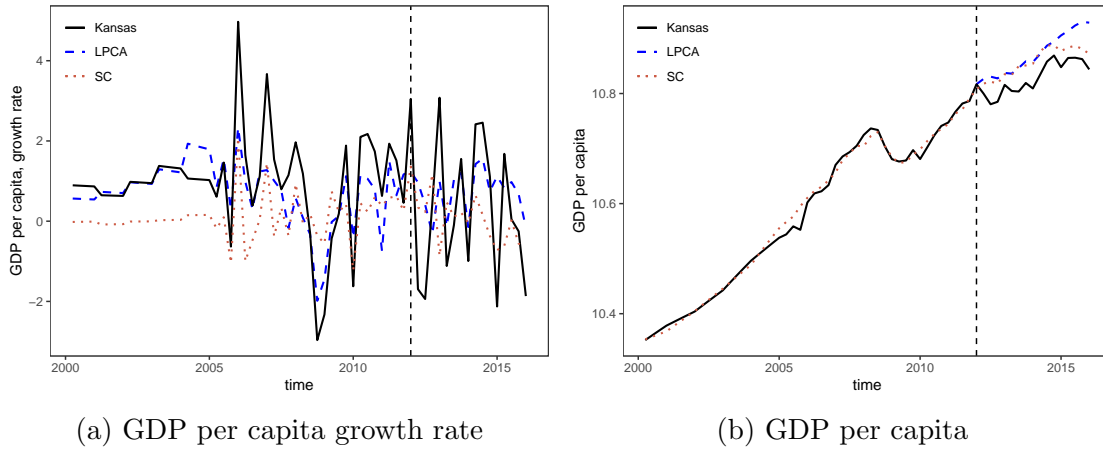 Kansas
LPCA
SC
GDP per capita, growth rate
4
2
0
−2
2000
2005
2010
2015
time
(a) GDP per capita growth rate
Kansas
LPCA
SC
GDP per capita
10.8
10.6
10.4
2000
2005
2010
2015
time
(b) GDP per capita